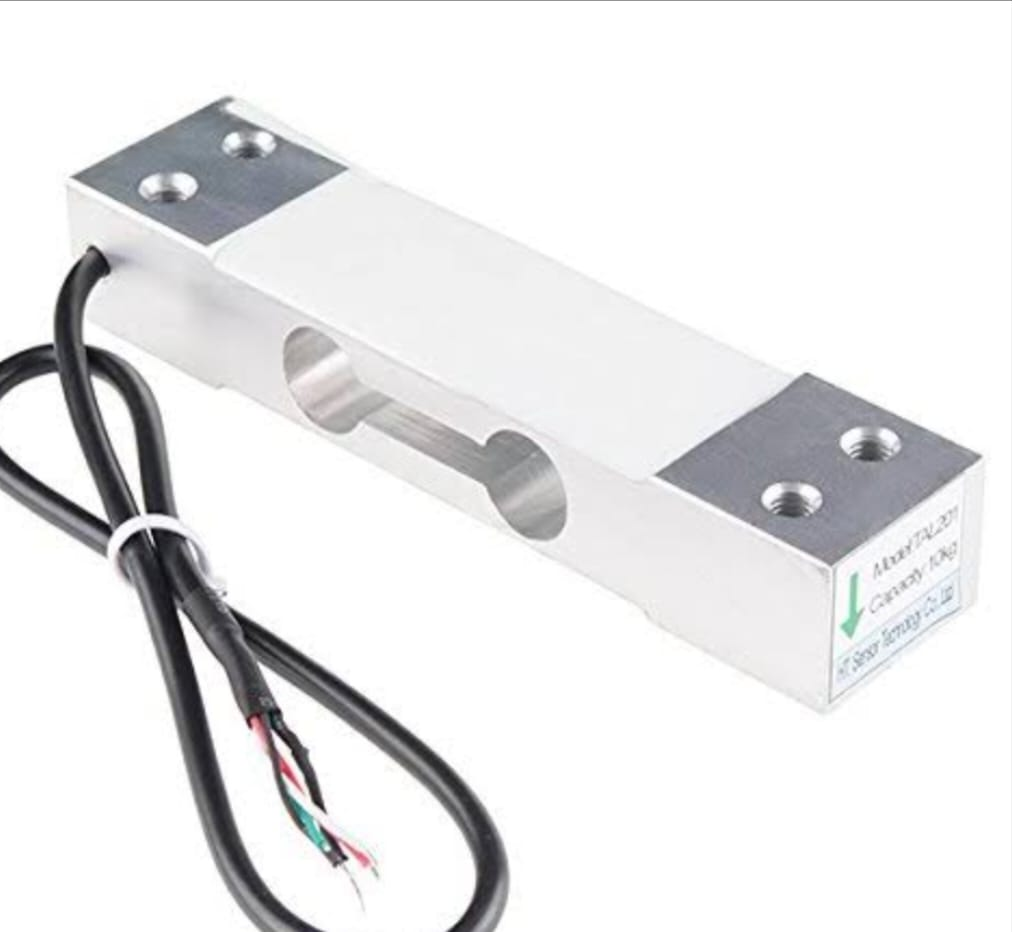 Model:TAL201
Capacity 10kg
HT Sensor Technology Co. Ltd